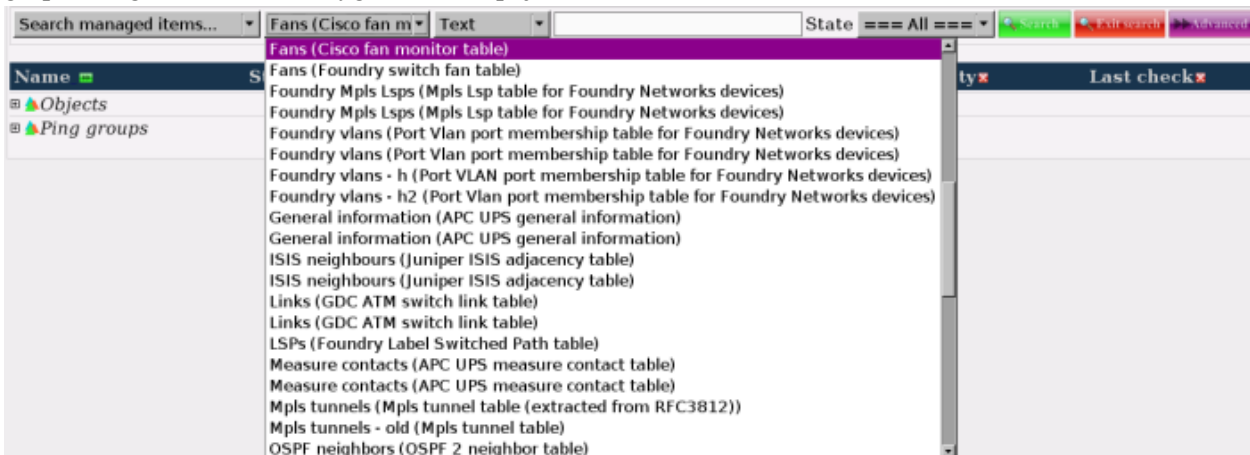 Search managed items... Fans (Cisco fan m Text State === All === Search Exit search Advanced
Fans (Cisco fan monitor table)
Fans (Foundry switch fan table)
Name ty Last check
Foundry Mpls Lsps (Mpls Lsp table for Foundry Networks devices)
Objects
Foundry Mpls Lsps (Mpls Lsp table for Foundry Networks devices)
Ping groups
Foundry vlans (Port Vlan port membership table for Foundry Networks devices)
Foundry vlans (Port Vlan port membership table for Foundry Networks devices)
Foundry vlans - h (Port VLAN port membership table for Foundry Networks devices)
Foundry vlans - h2 (Port Vlan port membership table for Foundry Networks devices)
General information (APC UPS general information)
General information (APC UPS general information)
ISIS neighbours (Juniper ISIS adjacency table)
ISIS neighbours (Juniper ISIS adjacency table)
Links (GDC ATM switch link table)
Links (GDC ATM switch link table)
LSPs (Foundry Label Switched Path table)
Measure contacts (APC UPS measure contact table)
Measure contacts (APC UPS measure contact table)
Mpls tunnels (Mpls tunnel table (extracted from RFC3812))
Mpls tunnels - old (Mpls tunnel table)
OSPF neighbors (OSPF 2 neighbor table)